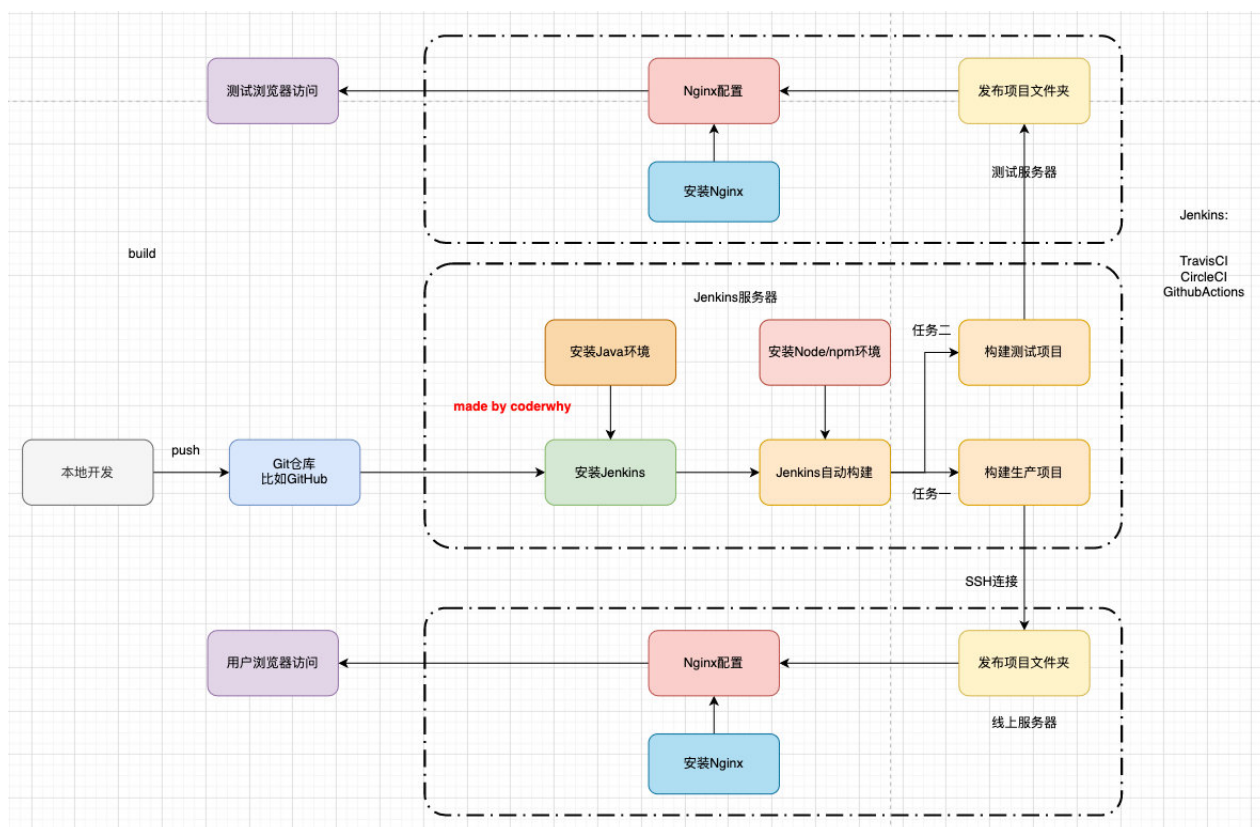 测试浏览器访问
Nginx配置
发布项目文件夹
安装Nginx
测试服务器
Jenkins:
TravisCI
CircleCI
GithubActions
build
Jenkins服务器
安装Java环境
安装Node/npm环境
任务二
构建测试项目
made by coderwhy
本地开发
push
Git仓库
比如GitHub
安装Jenkins
Jenkins自动构建
任务一
构建生产项目
SSH连接
用户浏览器访问
Nginx配置
发布项目文件夹
线上服务器
安装Nginx